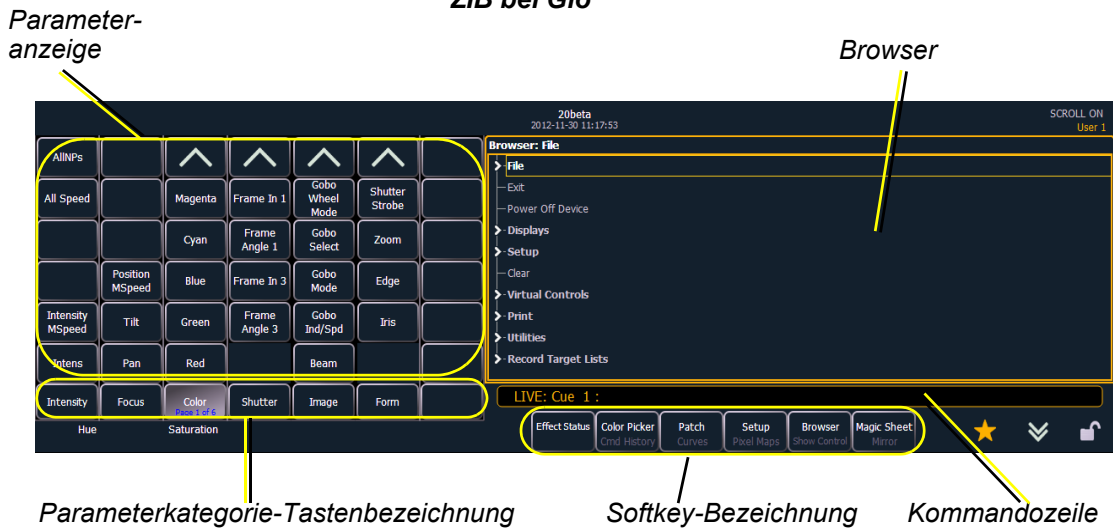 ZIB bei Gio
Parameter-
anzeige
Browser
20beta
2012-11-30 11:17:53
SCROLL ON
User 1
AllNPs
All Speed
Magenta
Frame In 1
Gobo
Wheel
Mode
Shutter
Strobe
Cyan
Frame
Angle 1
Gobo
Select
Zoom
Position
MSpeed
Blue
Frame In 3
Gobo
Mode
Edge
Intensity
MSpeed
Tilt
Green
Frame
Angle 3
Gobo
Ind/Spd
Iris
Intens
Pan
Red
Beam
Intensity
Focus
Color
Page 1 of 6
Shutter
Image
Form
Hue
Saturation
Browser: File
File
Exit
Power Off Device
Displays
Setup
Clear
Virtual Controls
Print
Utilities
Record Target Lists
LIVE: Cue 1 :
Effect Status
Color Picker
Cmd History
Patch
Curves
Setup
Pixel Maps
Browser
Show Control
Magic Sheet
Mirror
Parameterkategorie-Tastenbezeichnung
Softkey-Bezeichnung
Kommandozeile